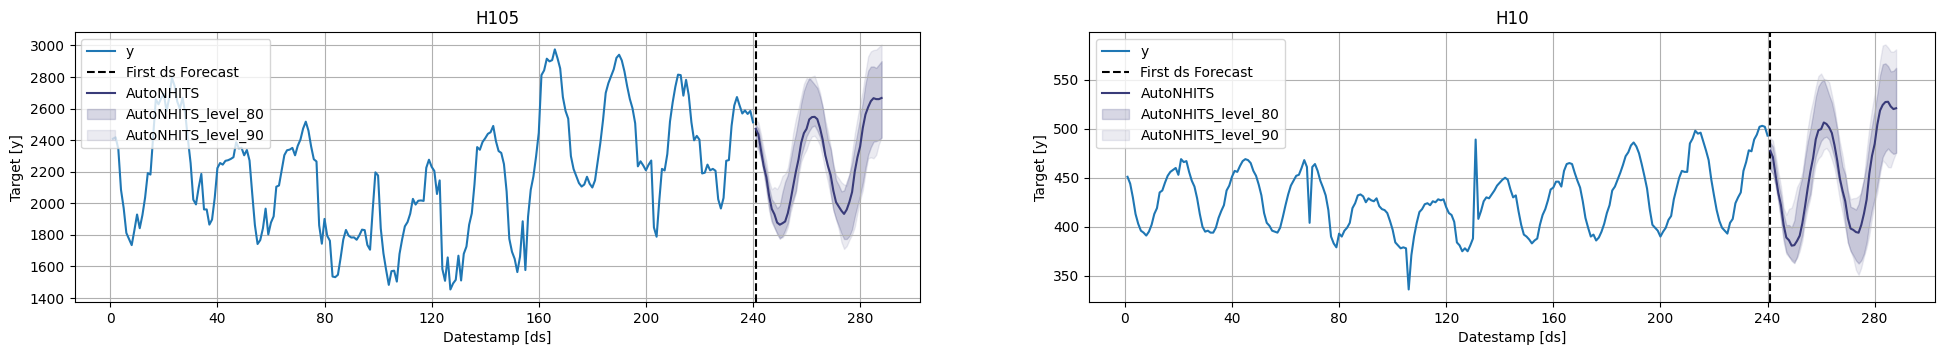 H105
3000
2800
2600
2400
2200
2000
1800
1600
1400
Target [y]
y
First ds Forecast
AutoNHITS
AutoNHITS_level_80
AutoNHITS_level_90
0 40 80 120 160 200 240 280
Datestamp [ds]
H10
550
500
450
400
350
Target [y]
y
First ds Forecast
AutoNHITS
AutoNHITS_level_80
AutoNHITS_level_90
0 40 80 120 160 200 240 280
Datestamp [ds]